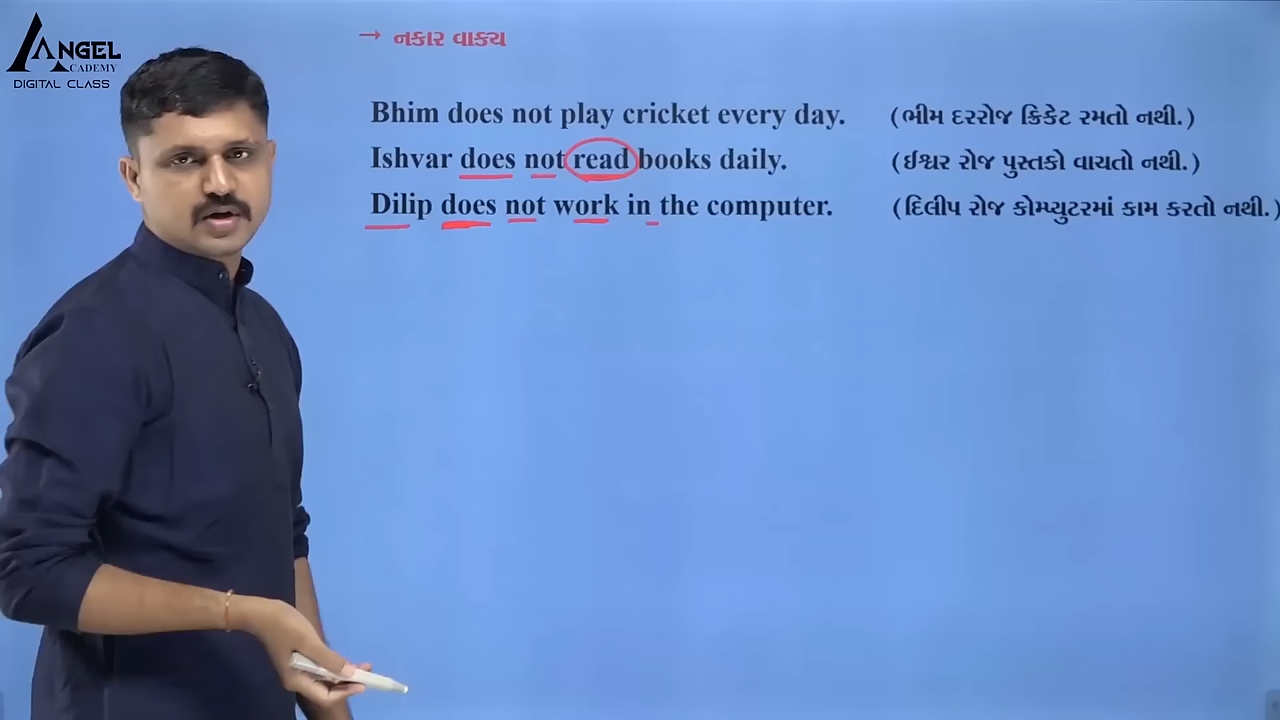 ANGEL
ACADEMY
DIGITAL CLASS
→ નકાર વાક્ય
Bhim does not play cricket every day. (ભીમ દરરોજ ક્રિકેટ રમતો નથી.)
Ishvar does not read books daily. (ઈશ્વર રોજ પુસ્તકો વાચતો નથી.)
Dilip does not work in the computer. (દિલીપ રોજ કોમ્પ્યુટરમાં કામ કરતો નથી.)